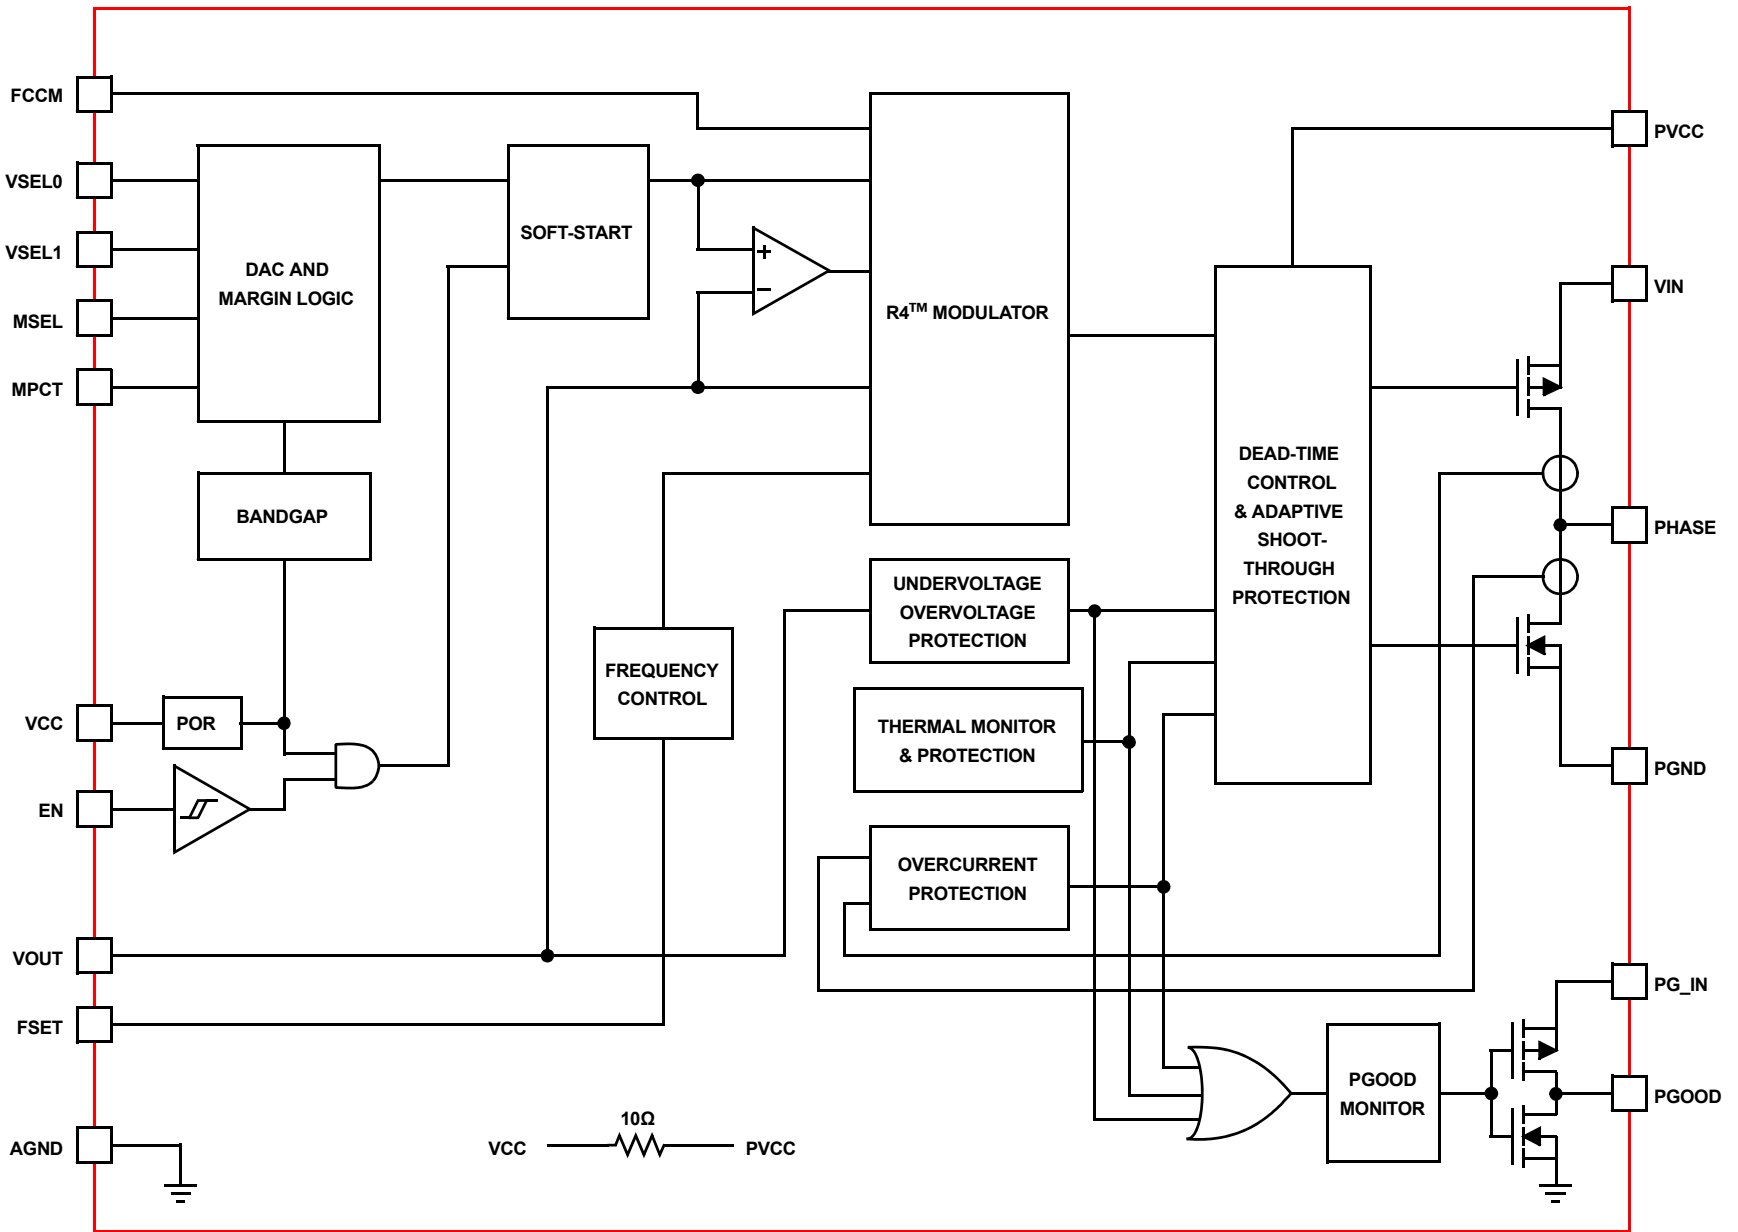 FCCM
VSEL0
VSEL1
MSEL
MPCT
DAC AND
MARGIN LOGIC
BANDGAP
SOFT-START
+
−
R4™ MODULATOR
PVCC
VIN
PHASE
PGND
DEAD-TIME
CONTROL
& ADAPTIVE
SHOOT-
THROUGH
PROTECTION
UNDERVOLTAGE
OVERVOLTAGE
PROTECTION
FREQUENCY
CONTROL
THERMAL MONITOR
& PROTECTION
VCC
POR
EN
OVERCURRENT
PROTECTION
VOUT
FSET
PG_IN
PGOOD
MONITOR
PGOOD
AGND
VCC
10Ω
PVCC